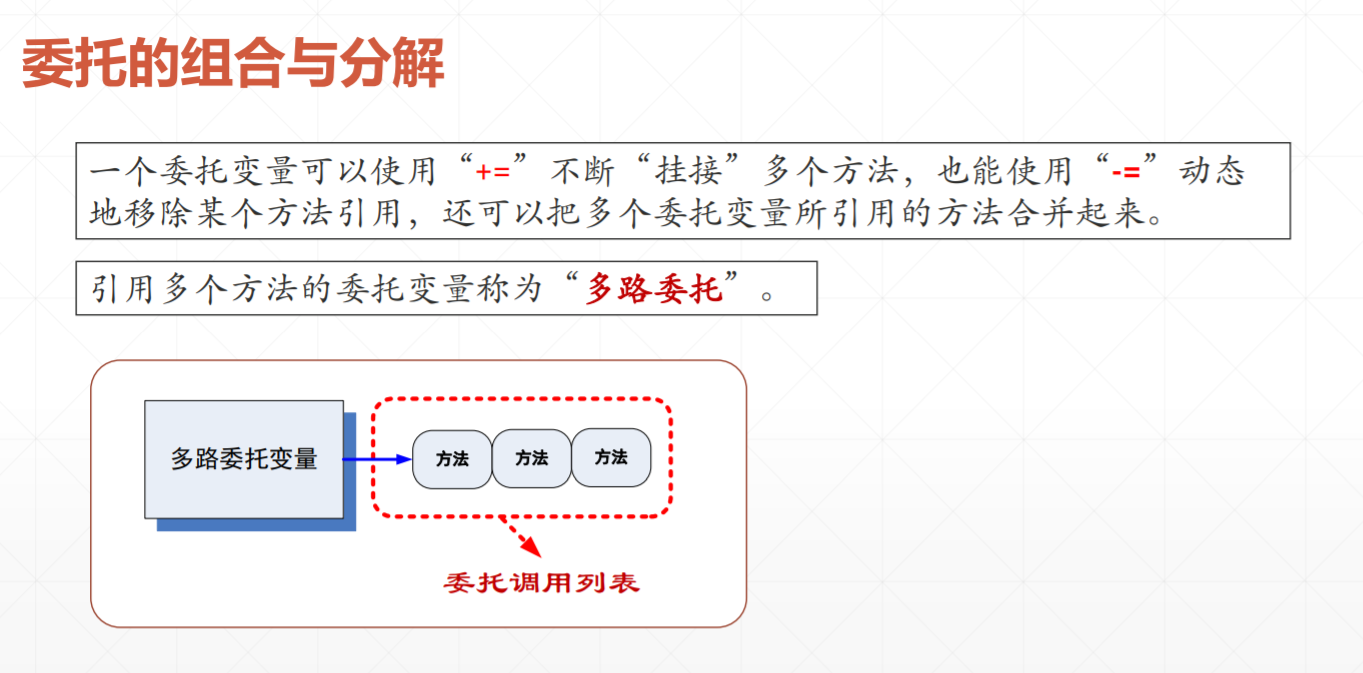 委托的组合与分解
一个委托变量可以使用“+=”不断“挂接”多个方法，也能使用“-=”动态
地移除某个方法引用，还可以把多个委托变量所引用的方法合并起来。
引用多个方法的委托变量称为“多路委托”。
多路委托变量
方法
方法
方法
委托调用列表